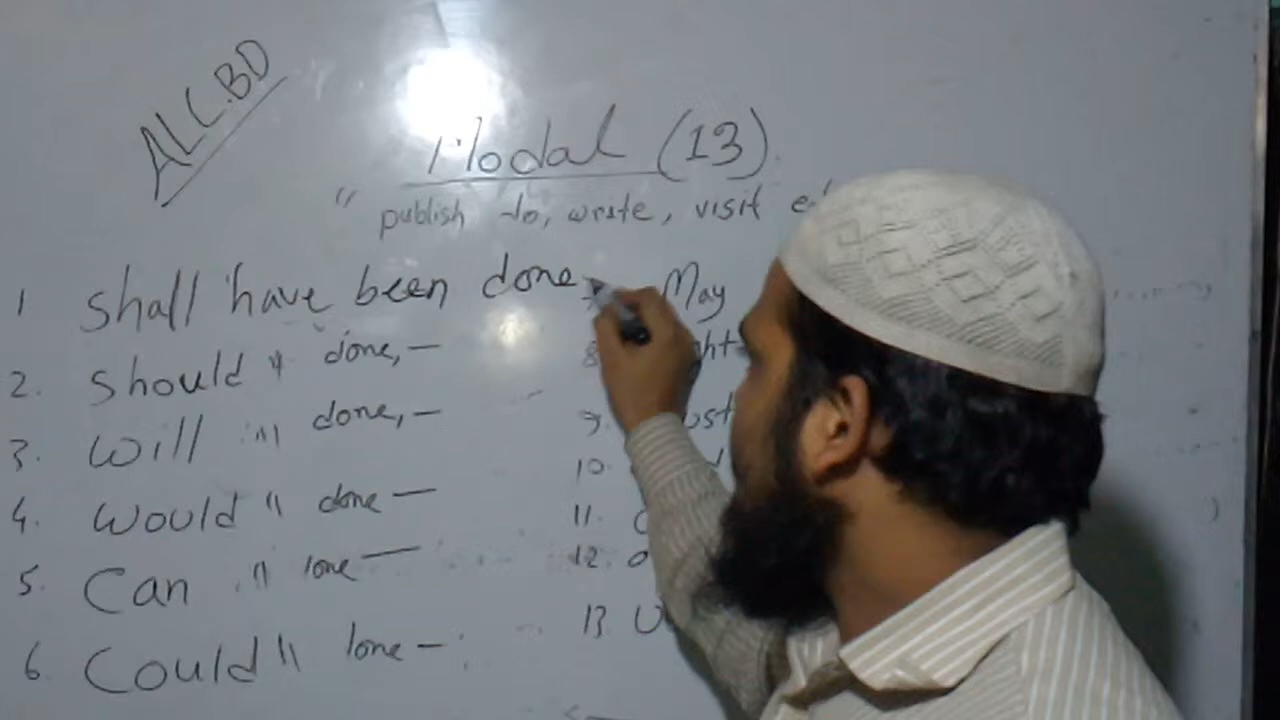 ALC.BD
Modal (13)
" publish to, write, visit
1 Shall have been done
2. Should " done, —
3. Will " done, —
4. Would " done —
5. Can " lone —
6. Could " lone —
May
8
9.
10.
11.
12.
13 U